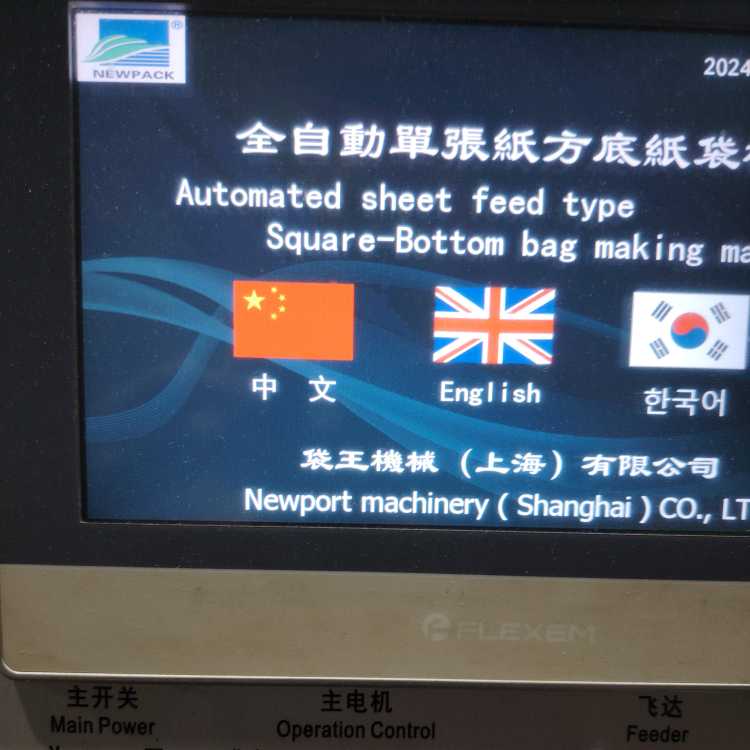 NEWPACK ®
2024
全自動單張紙方底紙袋
Automated sheet feed type
Square-Bottom bag making
中 文
English
한국어
袋王機械 (上海) 有限公司
Newport machinery ( Shanghai ) CO., LT
FLEXEM
主开关
主电机
飞达
Main Power
Operation Control
Feeder